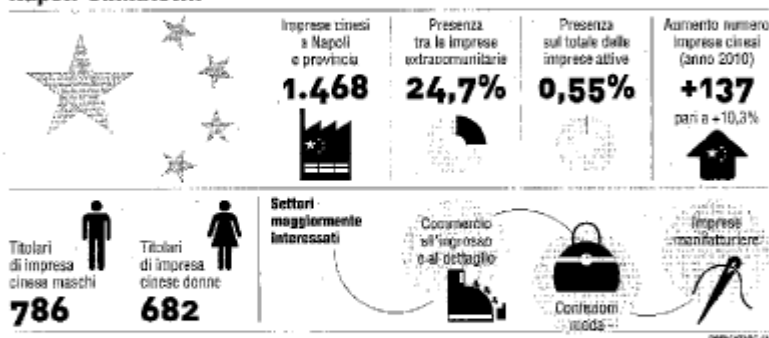 Imprese cinesi
a Napoli
e provincia
1.468
Presenza
tra le imprese
extracomunitarie
24,7%
Presenza
sul totale delle
imprese attive
0,55%
Aumento numero
imprese cinesi
(anno 2010)
+137
pari a +10,3%
Titolari
di impresa
cinese maschi
786
Titolari
di impresa
cinese donne
682
Settori
maggiormente
interessati
Commercio
all'ingrosso
e al dettaglio
Confezioni
moda
Imprese
manifatturiere